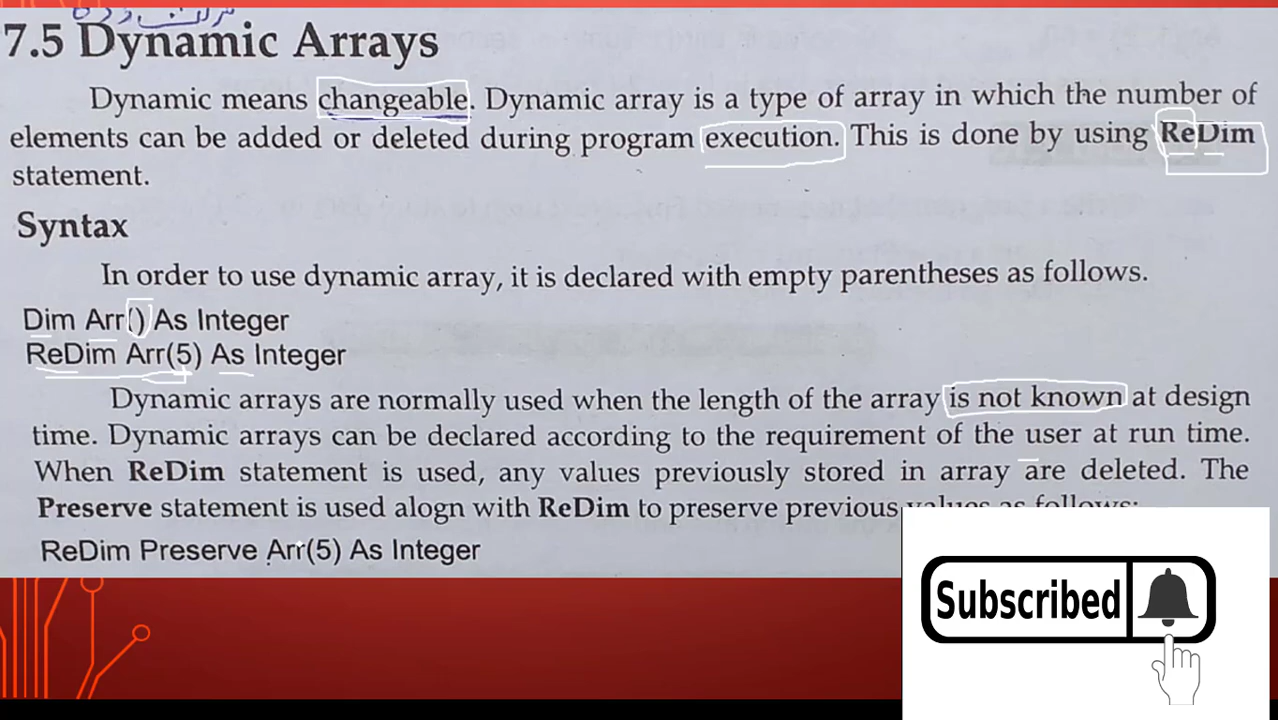 7.5 Dynamic Arrays
Dynamic means changeable. Dynamic array is a type of array in which the number of
elements can be added or deleted during program execution. This is done by using ReDim
statement.
Syntax
In order to use dynamic array, it is declared with empty parentheses as follows.
Dim Arr() As Integer
ReDim Arr(5) As Integer
Dynamic arrays are normally used when the length of the array is not known at design
time. Dynamic arrays can be declared according to the requirement of the user at run time.
When ReDim statement is used, any values previously stored in array are deleted. The
Preserve statement is used alogn with ReDim to preserve previous values as follows:
ReDim Preserve Arr(5) As Integer
Subscribed